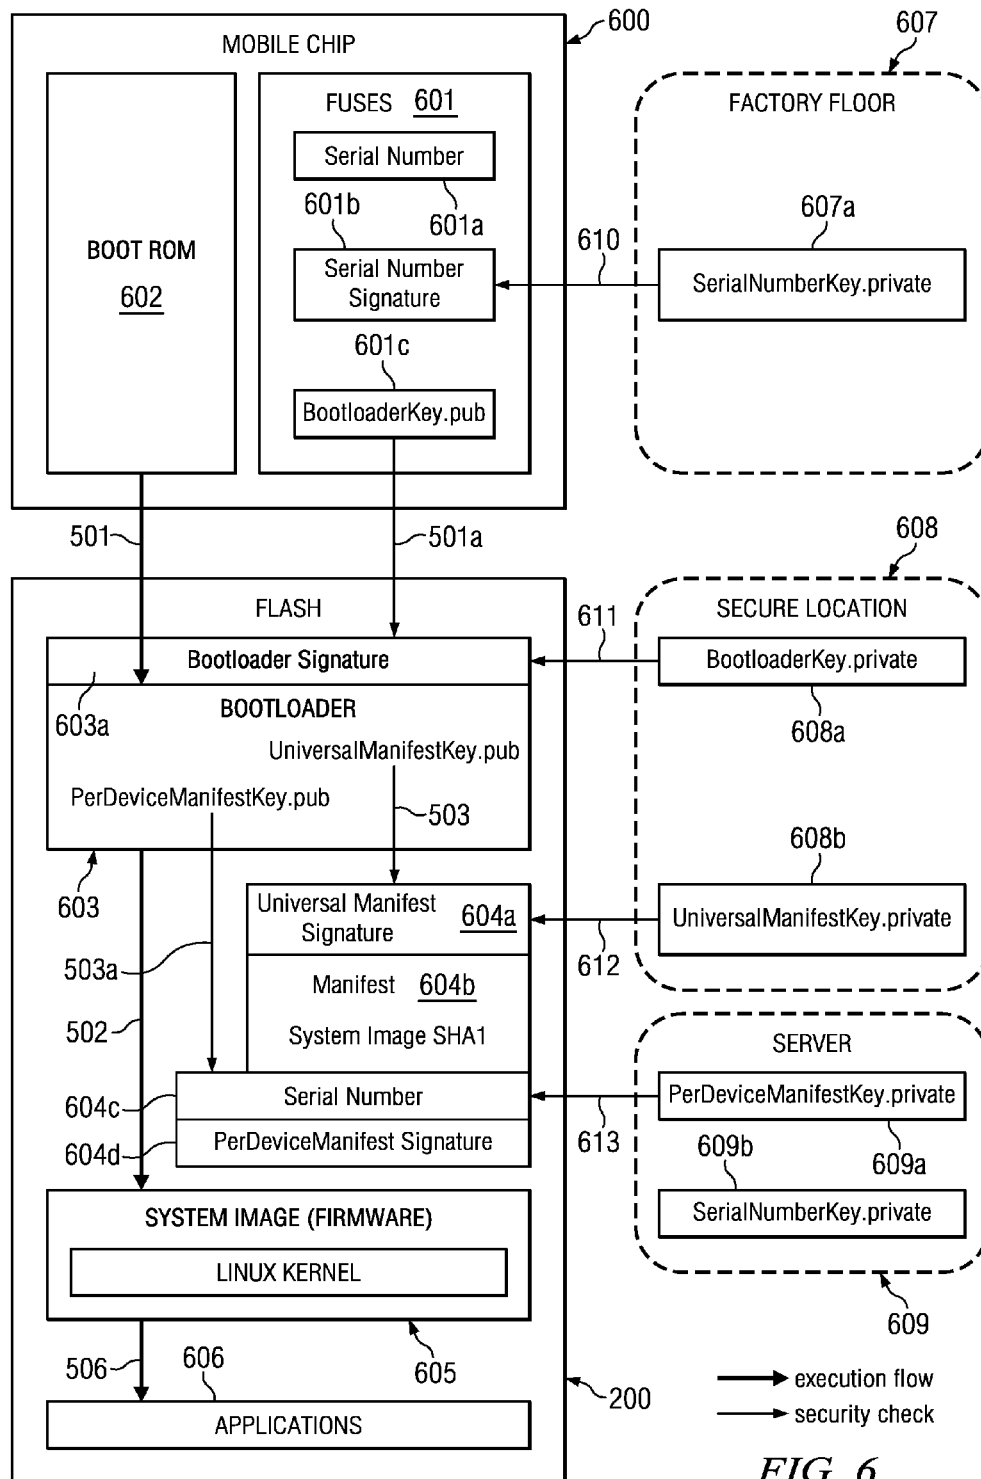 600
MOBILE CHIP
607
FUSES 601
FACTORY FLOOR
Serial Number
601b
601a
607a
BOOT ROM
602
610
Serial Number
Signature
SerialNumberKey.private
601c
BootloaderKey.pub
501
501a
608
FLASH
SECURE LOCATION
611
Bootloader Signature
BootloaderKey.private
603a
BOOTLOADER
608a
UniversalManifestKey.pub
PerDeviceManifestKey.pub
503
608b
603
Universal Manifest
Signature
604a
UniversalManifestKey.private
503a
612
Manifest 604b
502
System Image SHA1
SERVER
604c
Serial Number
PerDeviceManifestKey.private
604d
PerDeviceManifest Signature
613
609b
609a
SYSTEM IMAGE (FIRMWARE)
SerialNumberKey.private
LINUX KERNEL
609
506
606
605
execution flow
200
security check
APPLICATIONS
FIG. 6